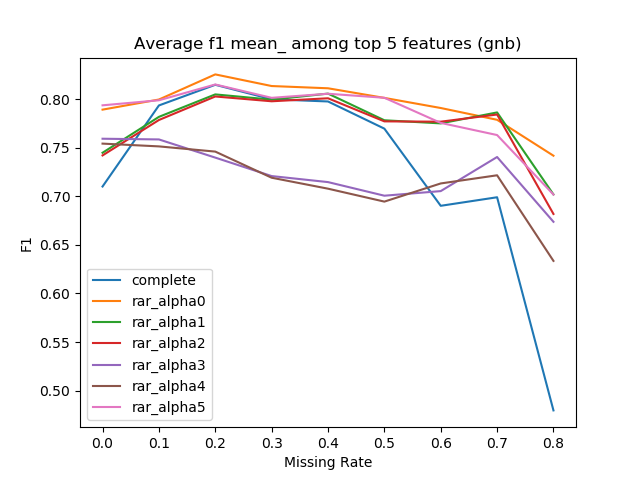 Average f1 mean_ among top 5 features (gnb)
F1
0.80
0.75
0.70
0.65
0.60
0.55
0.50
complete
rar_alpha0
rar_alpha1
rar_alpha2
rar_alpha3
rar_alpha4
rar_alpha5
0.0 0.1 0.2 0.3 0.4 0.5 0.6 0.7 0.8
Missing Rate